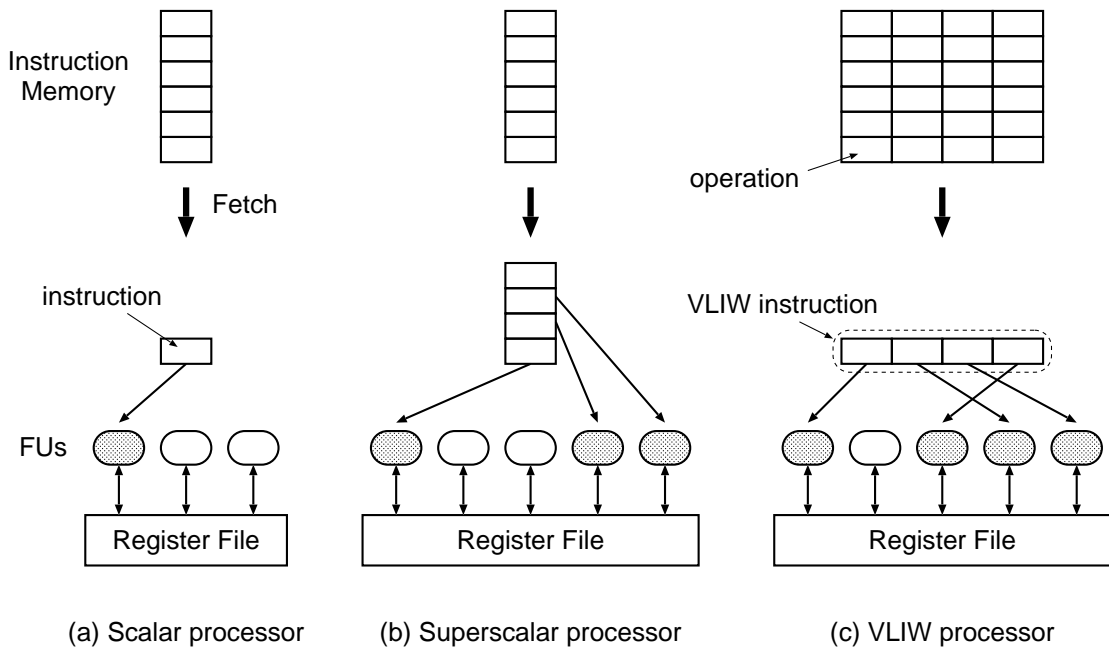 Instruction
Memory
operation
Fetch
instruction
VLIW instruction
FUs
Register File
Register File
Register File
(a) Scalar processor
(b) Superscalar processor
(c) VLIW processor